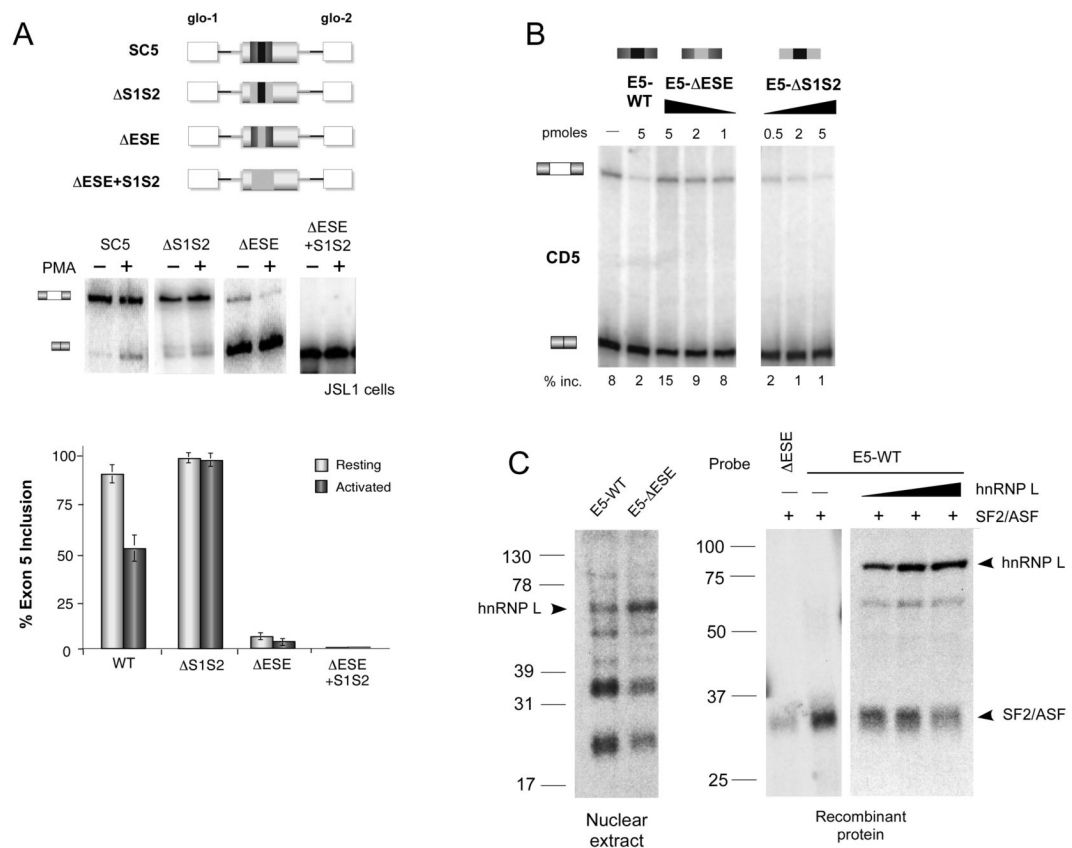 A
glo-1 glo-2
SC5
ΔS1S2
ΔESE
ΔESE+S1S2
SC5 ΔS1S2 ΔESE ΔESE +S1S2
PMA – + – + – + – +
JSL1 cells
% Exon 5 Inclusion
100
75
50
25
0
Resting
Activated
WT ΔS1S2 ΔESE ΔESE +S1S2
B
E5-WT E5-ΔESE E5-ΔS1S2
pmoles — 5 5 2 1 0.5 2 5
CD5
% inc. 8 2 15 9 8 2 1 1
C
E5-WT E5-ΔESE
130
78
hnRNP L
39
31
17
Nuclear extract
Probe ΔESE E5-WT
— — hnRNP L
+ + + + + SF2/ASF
100
75
50
37
25
hnRNP L
SF2/ASF
Recombinant protein